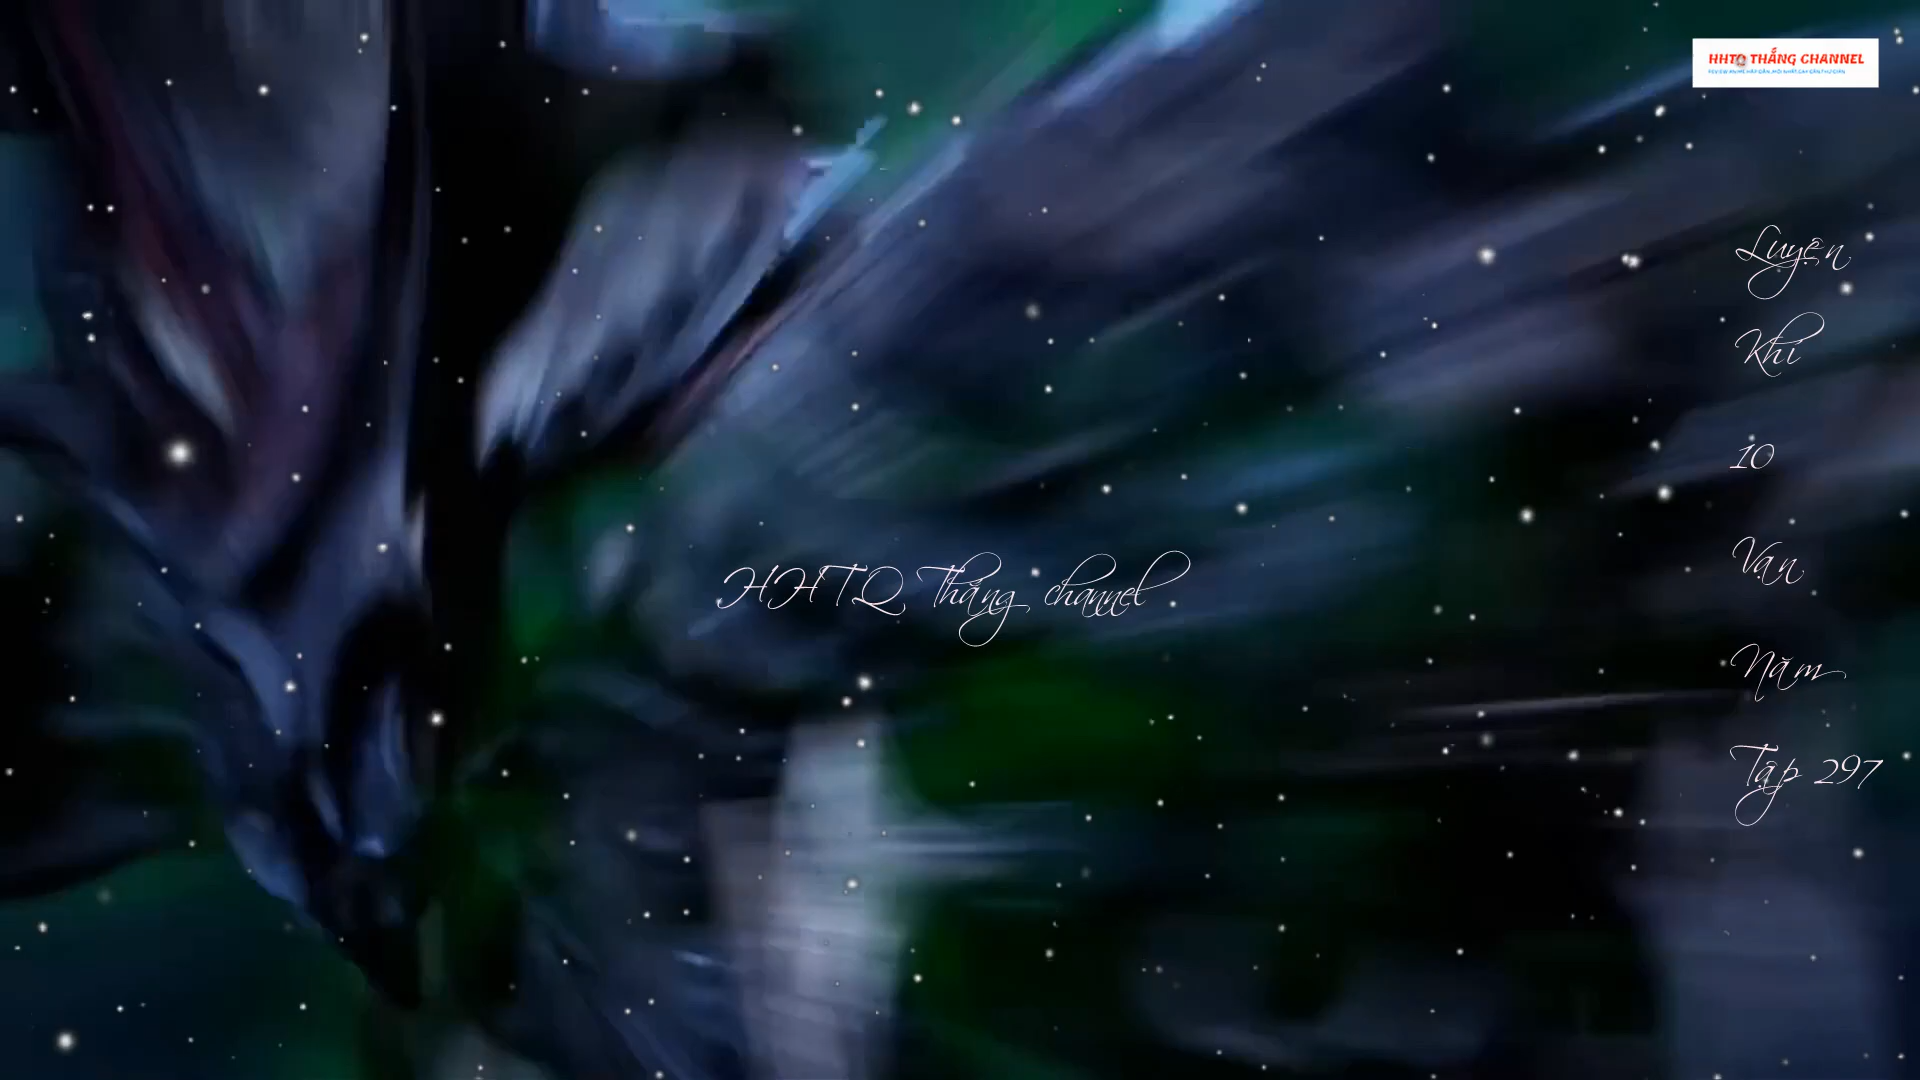 HHTQ THẮNG CHANNEL
Luyện
Khí
10
Vạn
Năm
Tập 297
HHTQ Thắng channel